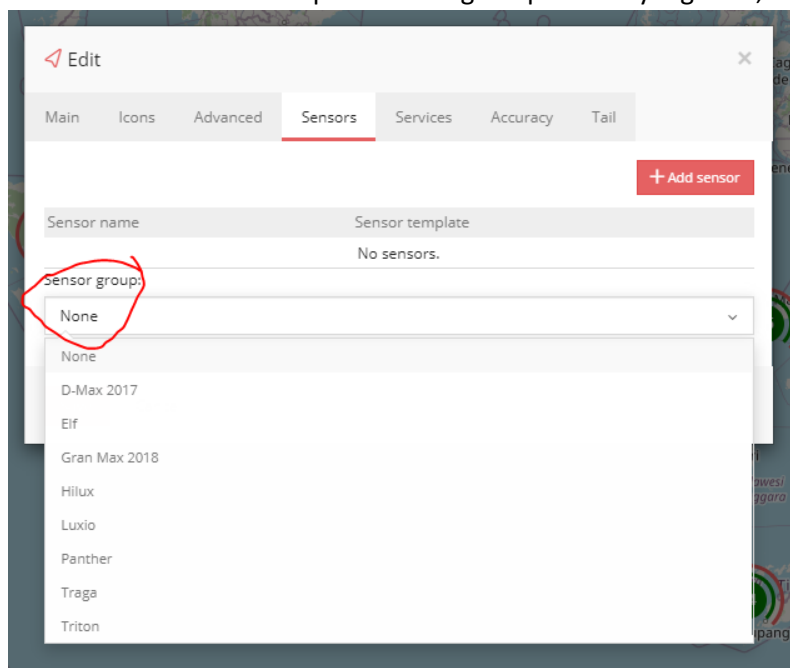 Edit
Main Icons Advanced Sensors Services Accuracy Tail
+ Add sensor
Sensor name Sensor template
No sensors.
Sensor group:
None
None
D-Max 2017
Elf
Gran Max 2018
Hilux
Luxio
Panther
Traga
Triton